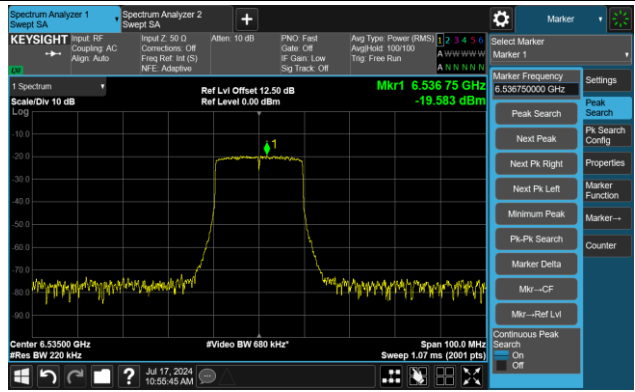 Spectrum Analyzer 1
Swept SA
Spectrum Analyzer 2
Swept SA
+
Marker
KEYSIGHT
Input: RF
Coupling: AC
Align: Auto
Input Z: 50 Ω
Corrections: Off
Freq Ref: Int (S)
NFE: Adaptive
Atten: 10 dB
PNO: Fast
Gate: Off
IF Gain: Low
Sig Track: Off
Avg Type: Power (RMS)
Avg|Hold: 100/100
Trig: Free Run
1 2 3 4 5 6
A W W W W W
A N N N N N
Select Marker
Marker 1
LV
1 Spectrum
Scale/Div 10 dB
Ref Lvl Offset 12.50 dB
Ref Level 0.00 dBm
Mkr1 6.536 75 GHz
-19.583 dBm
Log
-10.0
-20.0
-30.0
-40.0
-50.0
-60.0
-70.0
-80.0
-90.0
1
Center 6.53500 GHz
#Res BW 220 kHz
#Video BW 680 kHz*
Span 100.0 MHz
Sweep 1.07 ms (2001 pts)
Marker Frequency
6.536750000 GHz
Peak Search
Next Peak
Next Pk Right
Next Pk Left
Minimum Peak
Pk-Pk Search
Marker Delta
Mkr→CF
Mkr→Ref Lvl
Continuous Peak
Search
On
Off
Settings
Peak
Search
Pk Search
Config
Properties
Marker
Function
Marker→
Counter
?
Jul 17, 2024
10:55:45 AM